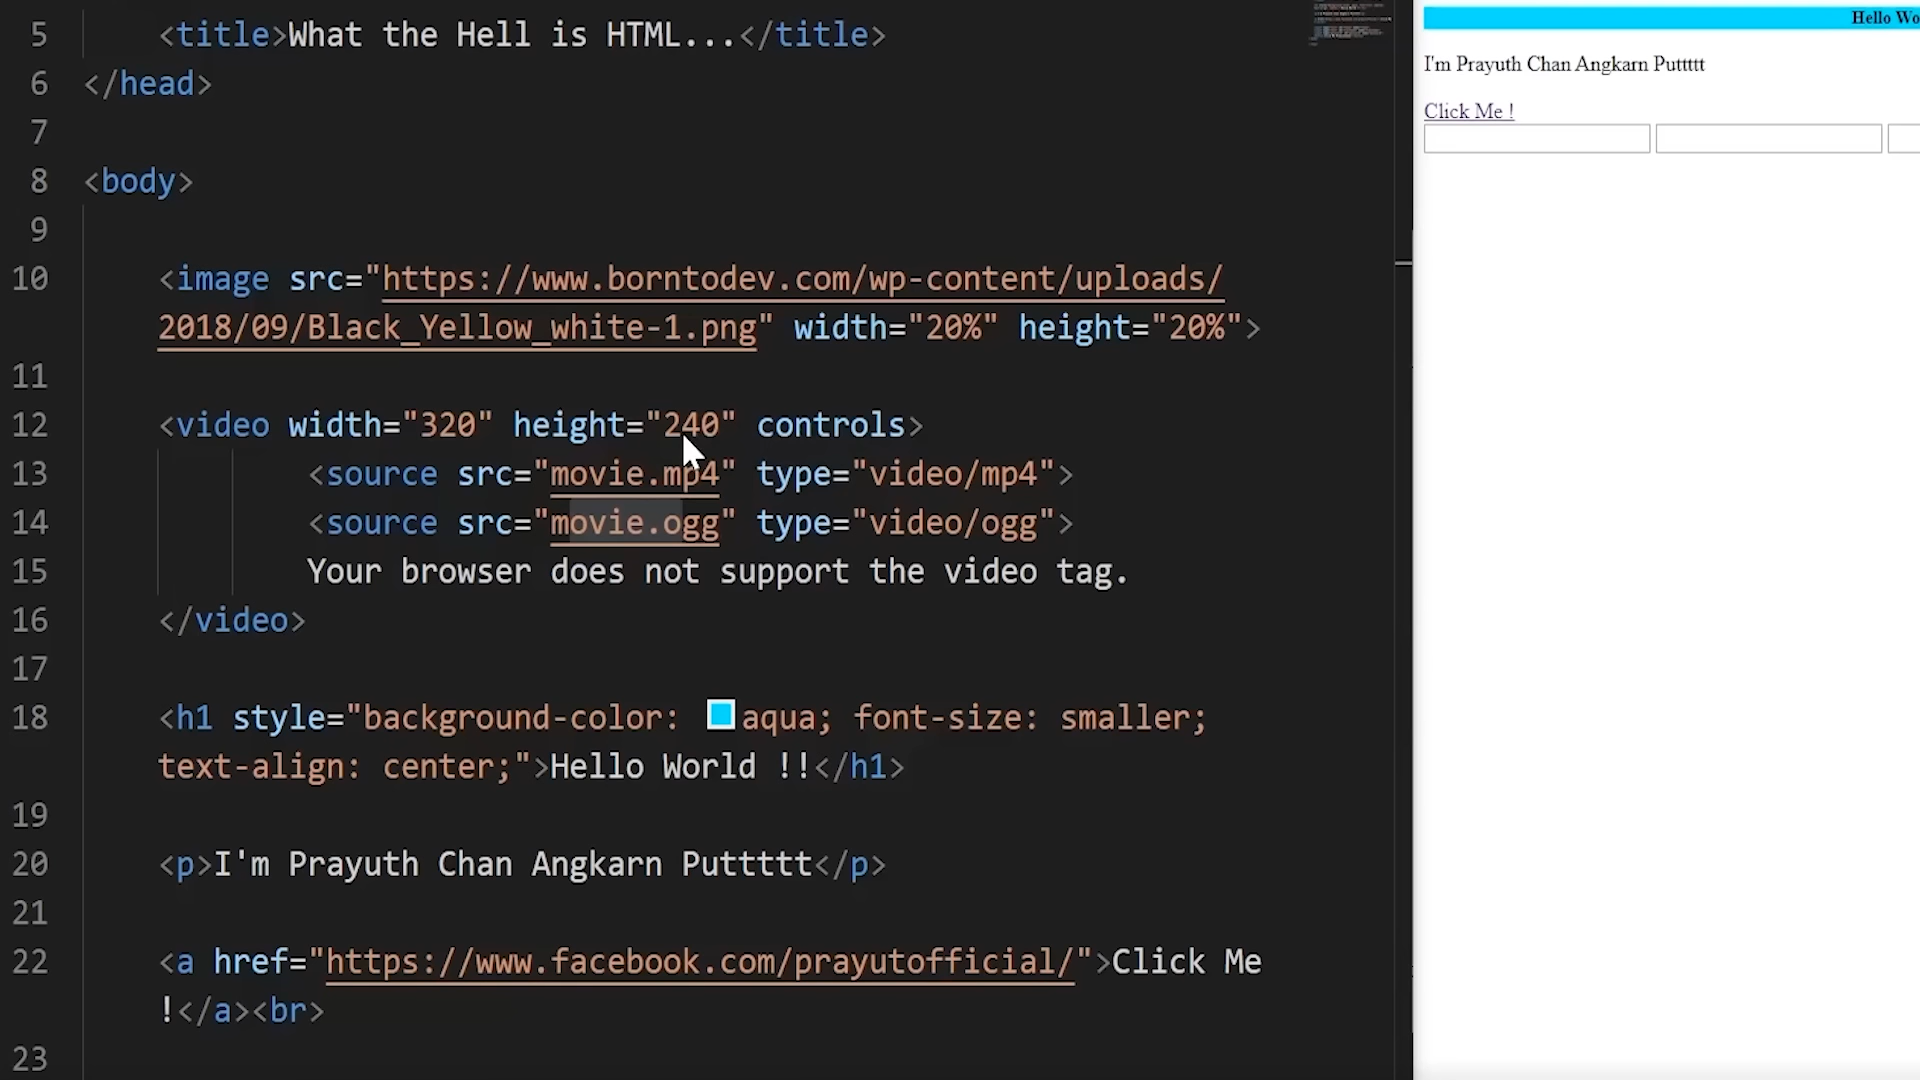 5 <title>What the Hell is HTML...</title>
6 </head>
7
8 <body>
9
10 <image src="https://www.borntodev.com/wp-content/uploads/
2018/09/Black_Yellow_white-1.png" width="20%" height="20%">
11
12 <video width="320" height="240" controls>
13 <source src="movie.mp4" type="video/mp4">
14 <source src="movie.ogg" type="video/ogg">
15 Your browser does not support the video tag.
16 </video>
17
18 <h1 style="background-color: aqua; font-size: smaller;
text-align: center;">Hello World !!</h1>
19
20 <p>I'm Prayuth Chan Angkarn Puttttt</p>
21
22 <a href="https://www.facebook.com/prayutofficial/">Click Me
!</a><br>
23
Hello Wo
I'm Prayuth Chan Angkarn Puttttt
Click Me !